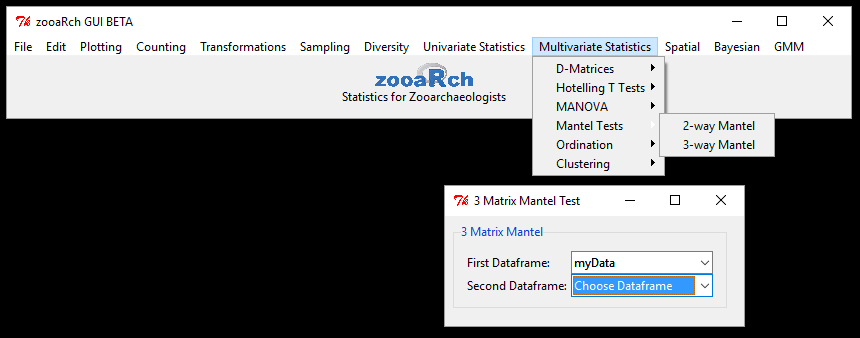 zooaRch GUI BETA
File Edit Plotting Counting Transformations Sampling Diversity Univariate Statistics Multivariate Statistics Spatial Bayesian GMM
zooaRch
Statistics for Zooarchaeologists
D-Matrices
Hotelling T Tests
MANOVA
Mantel Tests
2-way Mantel
3-way Mantel
Ordination
Clustering
3 Matrix Mantel Test
3 Matrix Mantel
First Dataframe: myData
Second Dataframe: Choose Dataframe